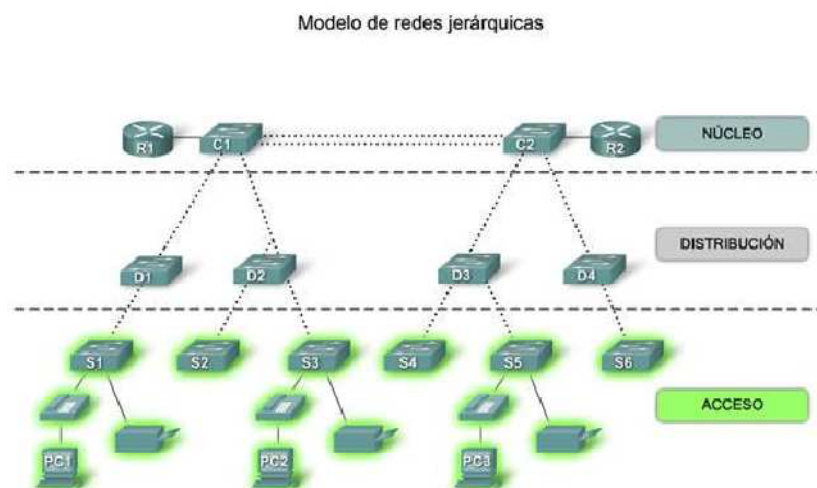 Modelo de redes jerárquicas
R1
C1
C2
R2
NÚCLEO
D1
D2
D3
D4
DISTRIBUCIÓN
S1
S2
S3
S4
S5
S6
ACCESO
PC1
PC2
PC3